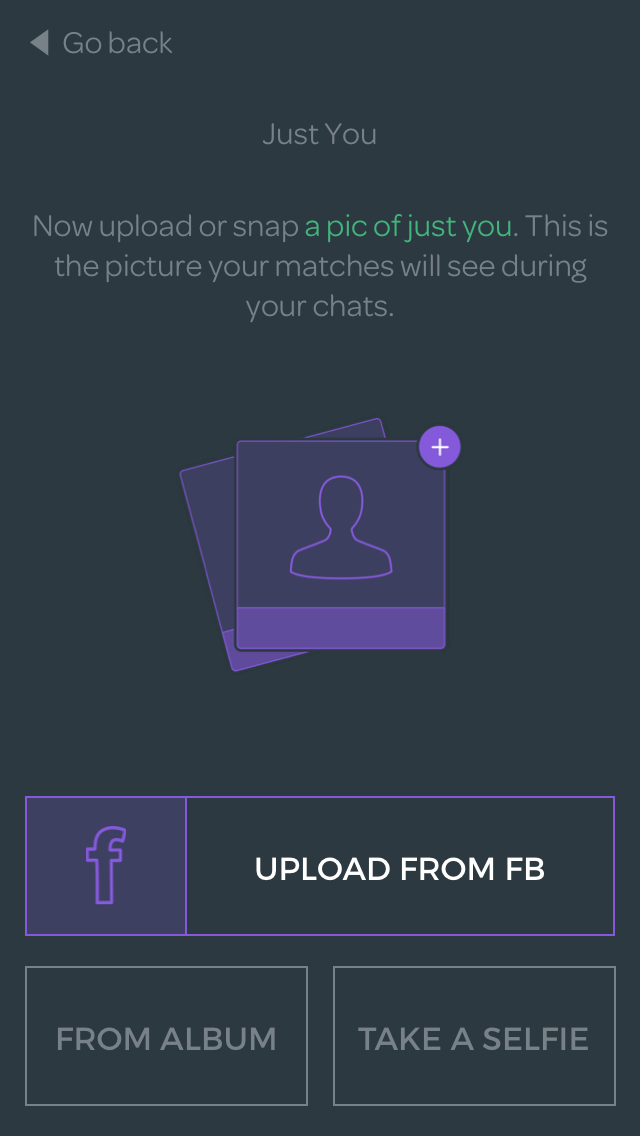 Go back
Just You
Now upload or snap a pic of just you. This is
the picture your matches will see during
your chats.
UPLOAD FROM FB
FROM ALBUM
TAKE A SELFIE